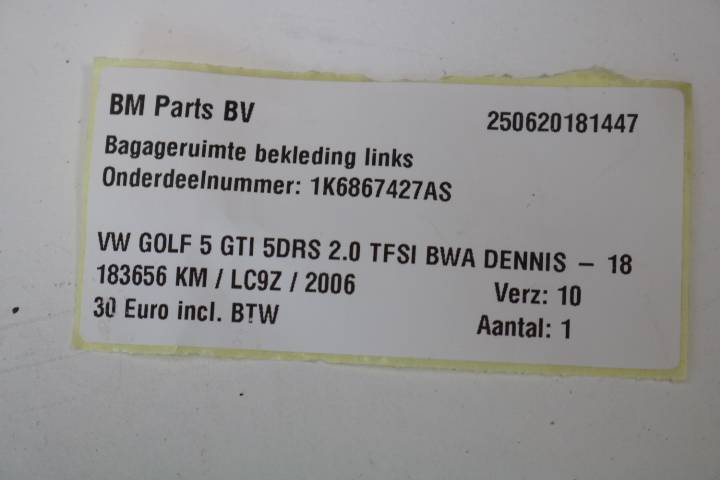 BM Parts BV 250620181447
Bagageruimte bekleding links
Onderdeelnummer: 1K6867427AS
VW GOLF 5 GTI 5DRS 2.0 TFSI BWA DENNIS – 18
183656 KM / LC9Z / 2006 Verz: 10
30 Euro incl. BTW Aantal: 1